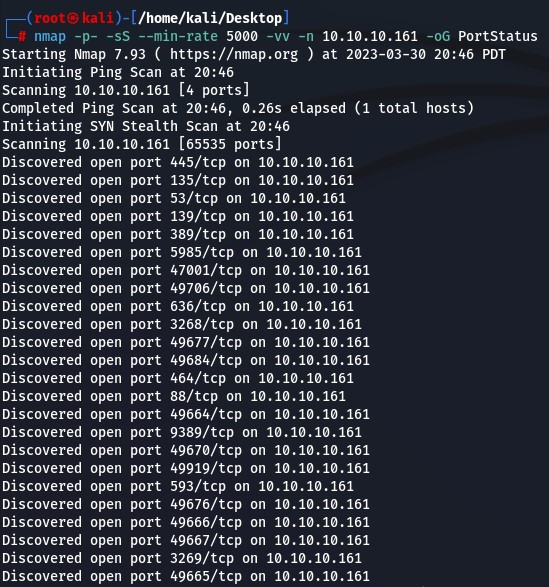 ┌──(root㉿kali)-[/home/kali/Desktop]
└─# nmap -p- -sS --min-rate 5000 -vv -n 10.10.10.161 -oG PortStatus
Starting Nmap 7.93 ( https://nmap.org ) at 2023-03-30 20:46 PDT
Initiating Ping Scan at 20:46
Scanning 10.10.10.161 [4 ports]
Completed Ping Scan at 20:46, 0.26s elapsed (1 total hosts)
Initiating SYN Stealth Scan at 20:46
Scanning 10.10.10.161 [65535 ports]
Discovered open port 445/tcp on 10.10.10.161
Discovered open port 135/tcp on 10.10.10.161
Discovered open port 53/tcp on 10.10.10.161
Discovered open port 139/tcp on 10.10.10.161
Discovered open port 389/tcp on 10.10.10.161
Discovered open port 5985/tcp on 10.10.10.161
Discovered open port 47001/tcp on 10.10.10.161
Discovered open port 49706/tcp on 10.10.10.161
Discovered open port 636/tcp on 10.10.10.161
Discovered open port 3268/tcp on 10.10.10.161
Discovered open port 49677/tcp on 10.10.10.161
Discovered open port 49684/tcp on 10.10.10.161
Discovered open port 464/tcp on 10.10.10.161
Discovered open port 88/tcp on 10.10.10.161
Discovered open port 49664/tcp on 10.10.10.161
Discovered open port 9389/tcp on 10.10.10.161
Discovered open port 49670/tcp on 10.10.10.161
Discovered open port 49919/tcp on 10.10.10.161
Discovered open port 593/tcp on 10.10.10.161
Discovered open port 49676/tcp on 10.10.10.161
Discovered open port 49666/tcp on 10.10.10.161
Discovered open port 49667/tcp on 10.10.10.161
Discovered open port 3269/tcp on 10.10.10.161
Discovered open port 49665/tcp on 10.10.10.161